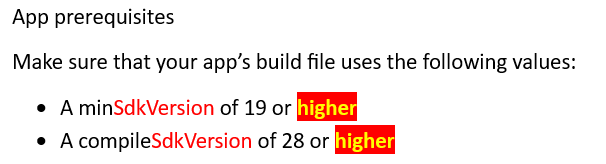 App prerequisites
Make sure that your app’s build file uses the following values:
• A minSdkVersion of 19 or higher
• A compileSdkVersion of 28 or higher